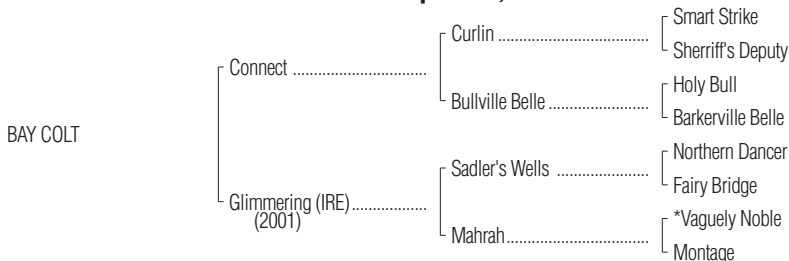 Smart Strike
Curlin
Sherriff's Deputy
Connect
Holy Bull
Bullville Belle
Barkerville Belle
BAY COLT
Northern Dancer
Sadler's Wells
Fairy Bridge
Glimmering (IRE)
(2001)
*Vaguely Noble
Mahrah
Montage